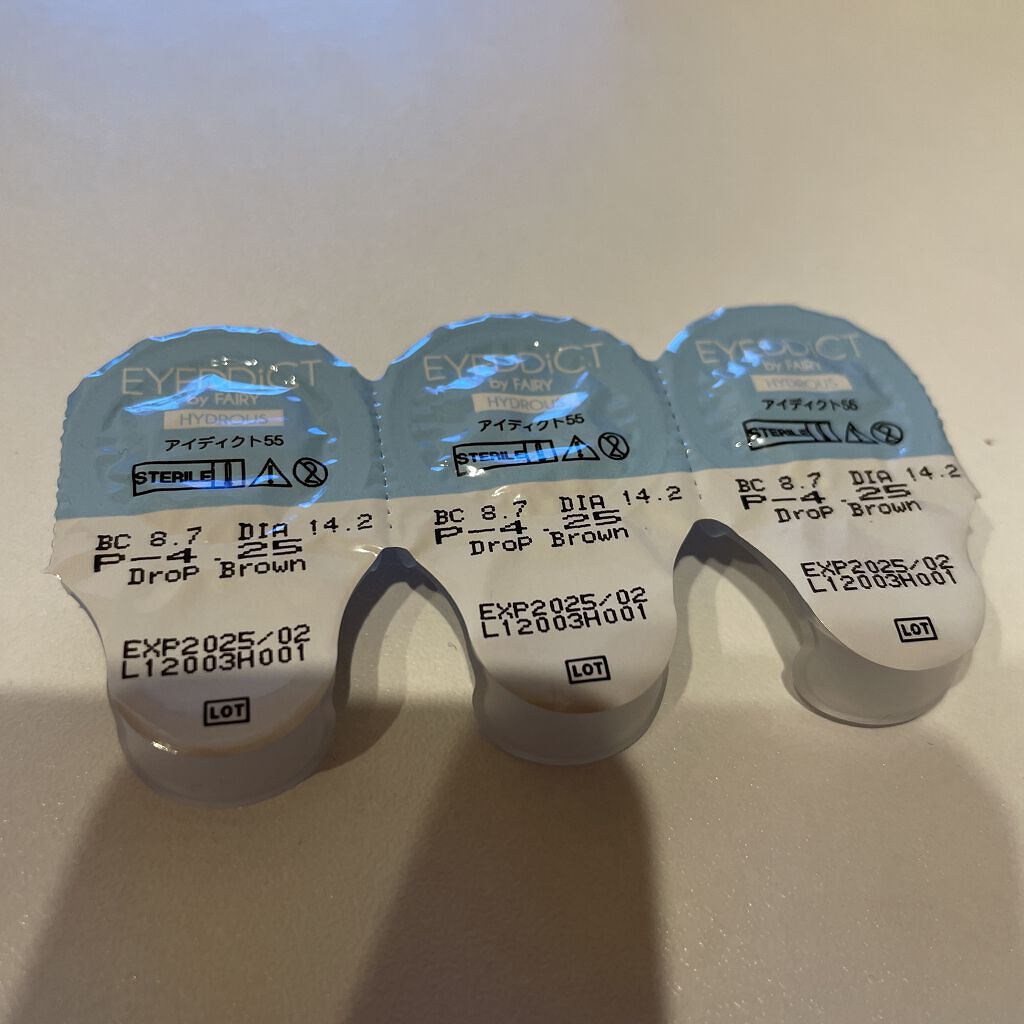 EYEDDiCT
by FAIRY
HYDROUS
アイディクト55
STERILE
BC 8.7 DIA 14.2
P-4.25
Drop Brown
EXP2025/02
L12003H001
LOT
EYEDDiCT
by FAIRY
HYDROUS
アイディクト55
STERILE
BC 8.7 DIA 14.2
P-4.25
Drop Brown
EXP2025/02
L12003H001
LOT
EYEDDiCT
by FAIRY
HYDROUS
アイディクト55
STERILE
BC 8.7 DIA 14.2
P-4.25
Drop Brown
EXP2025/02
L12003H001
LOT